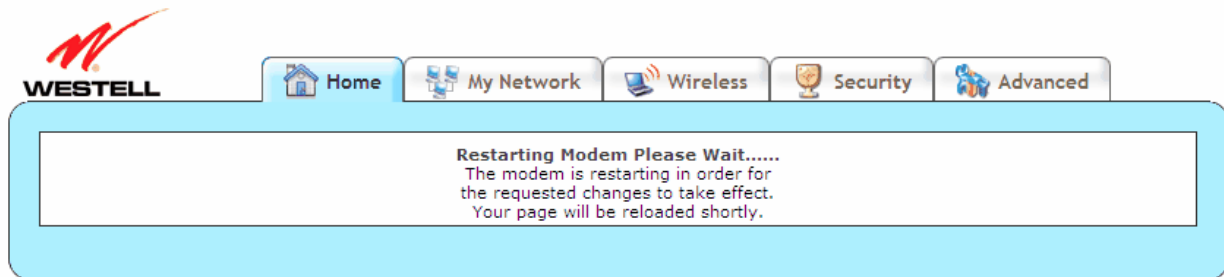 WESTELL
Home
My Network
Wireless
Security
Advanced
Restarting Modem Please Wait......
The modem is restarting in order for
the requested changes to take effect.
Your page will be reloaded shortly.